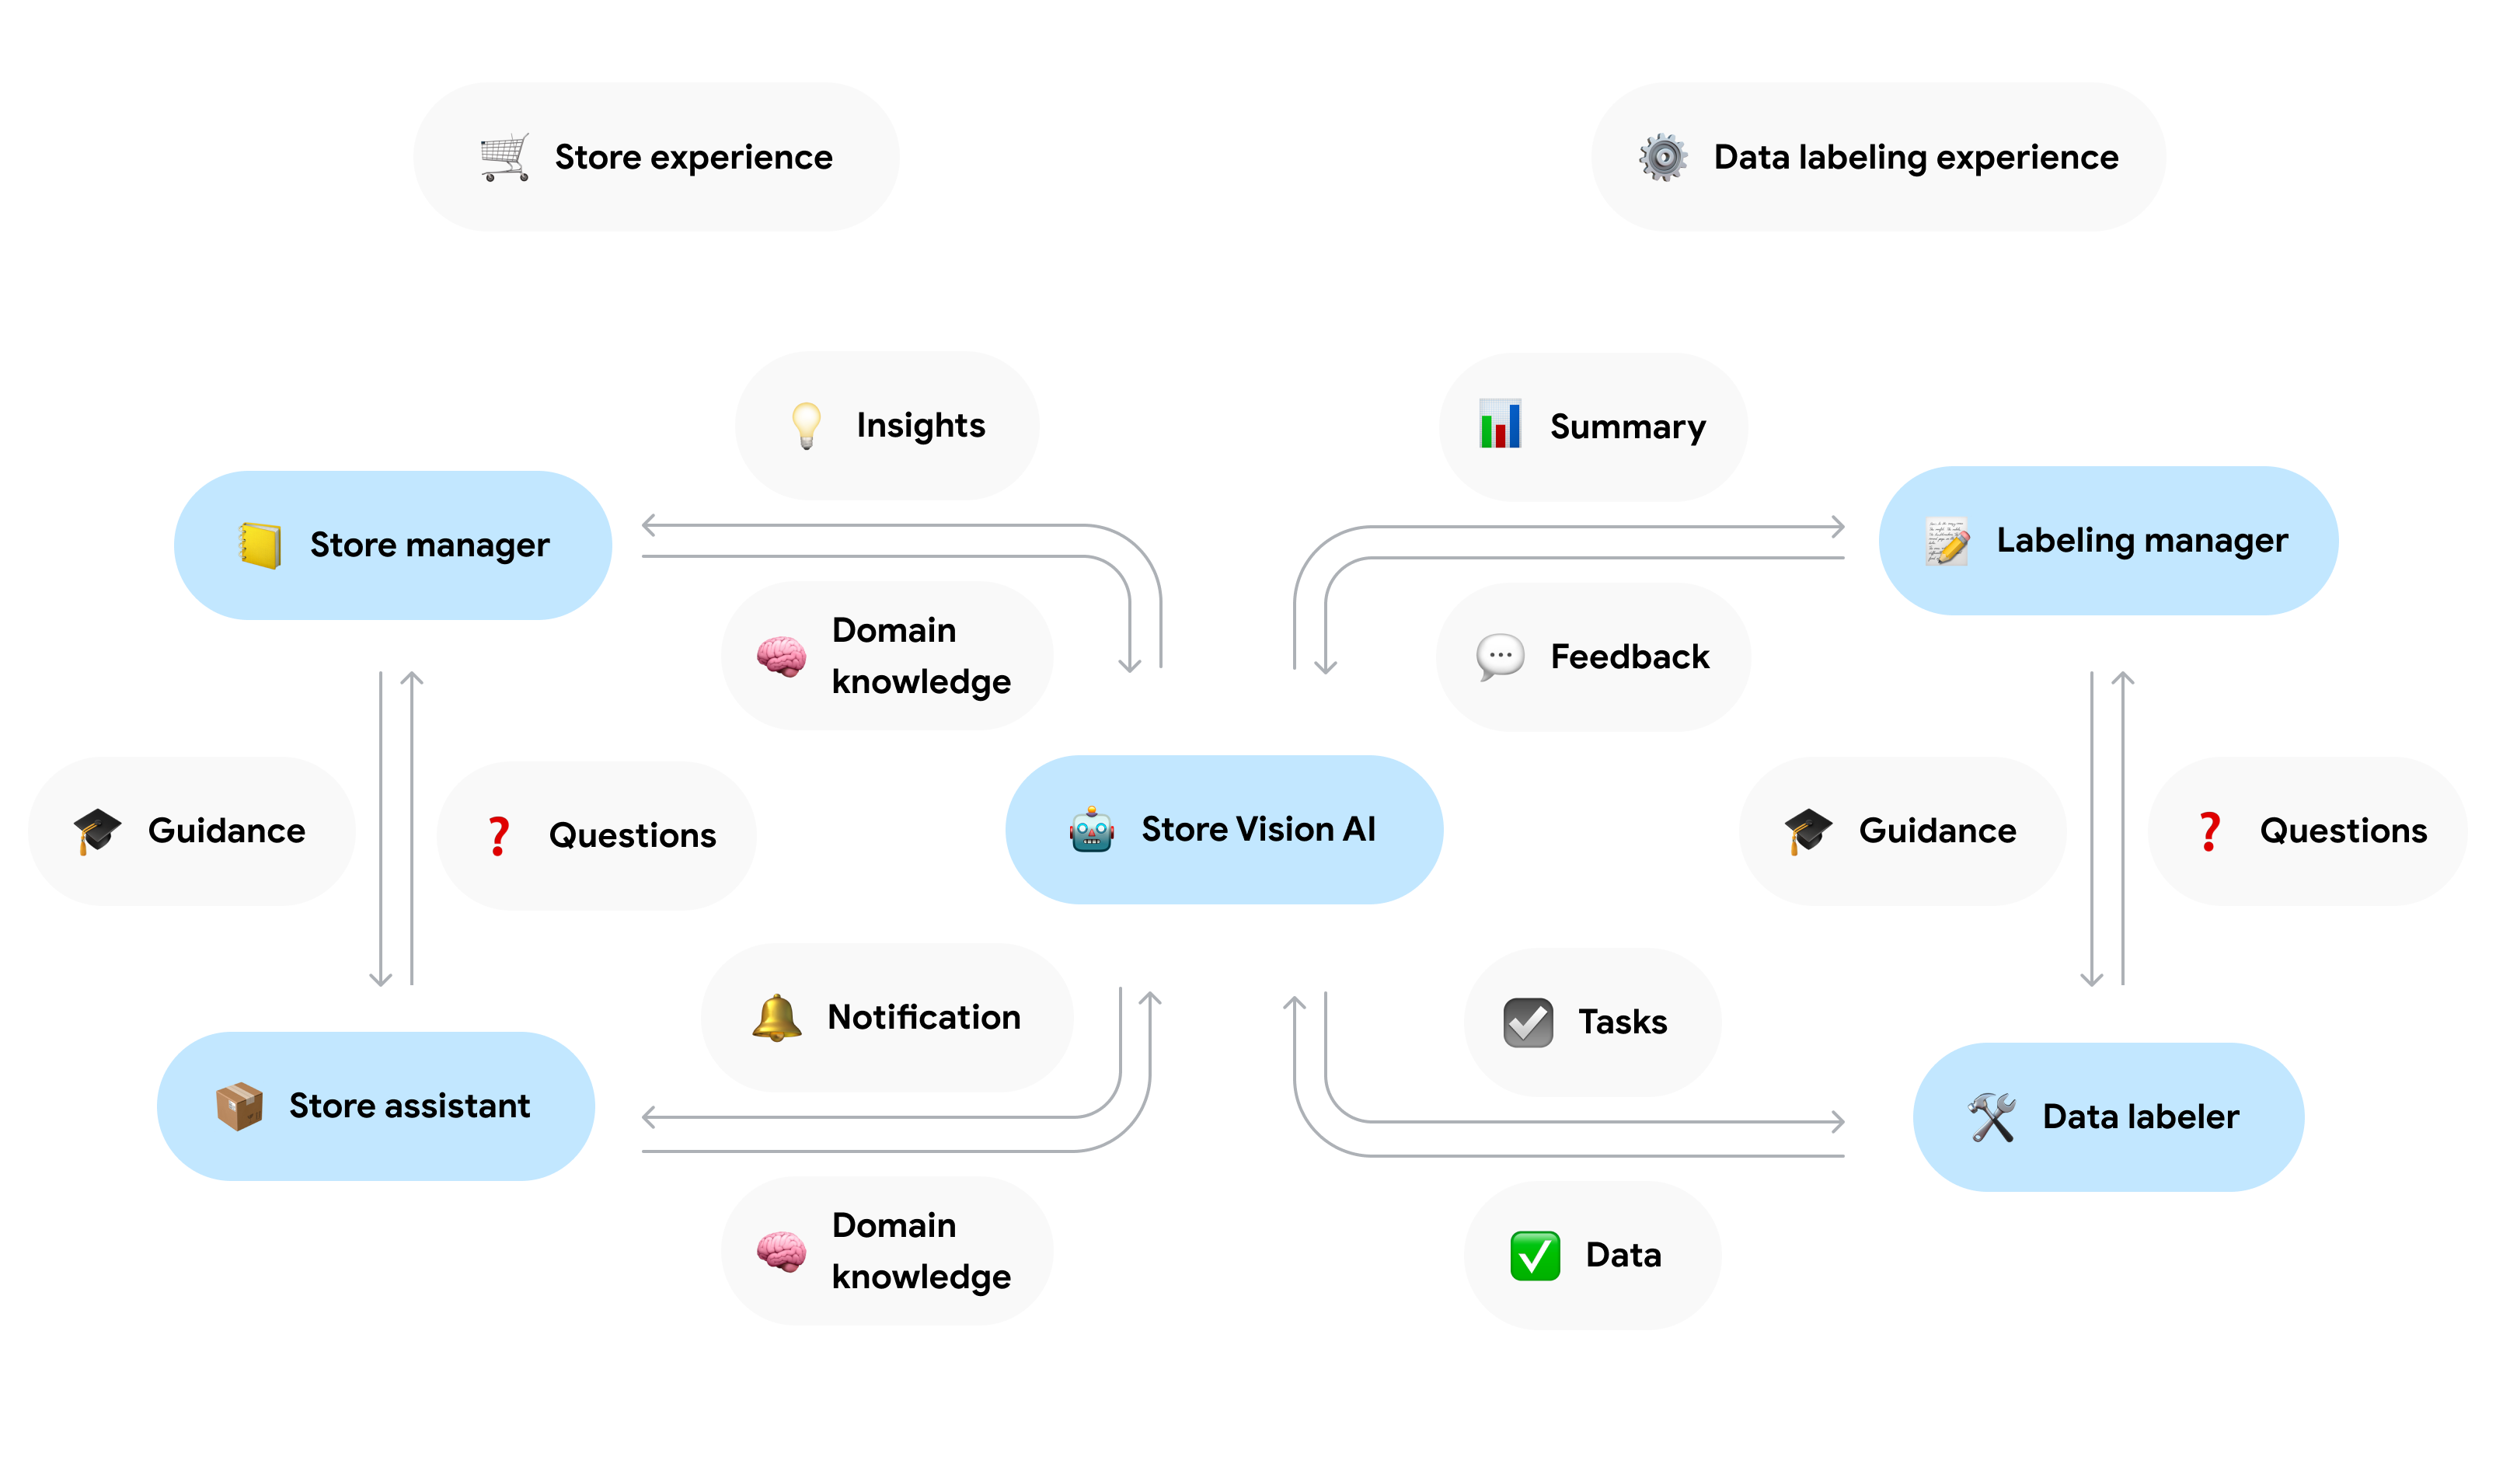 Store experience
Data labeling experience
Insights
Summary
Store manager
Labeling manager
Domain
knowledge
Feedback
Guidance
Questions
Store Vision AI
Guidance
Questions
Notification
Tasks
Store assistant
Data labeler
Domain
knowledge
Data